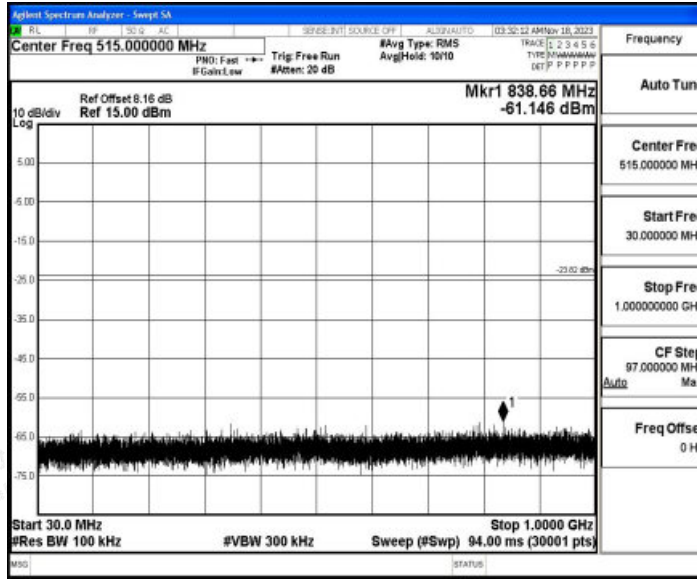 Agilent Spectrum Analyzer - Swept SA
RL RF 50 Ω AC SENSE:INT SOURCE OFF ALIGNAUTO 03:32:12 AMNov 18, 2023
Center Freq 515.000000 MHz
PNO: Fast
IFGain:Low
Trig: Free Run
#Atten: 20 dB
#Avg Type: RMS
Avg|Hold: 10/10
TRACE 1 2 3 4 5 6
TYPE
DET P P P P P P
Ref Offset 8.16 dB
10 dB/div Ref 15.00 dBm
Log
Mkr1 838.66 MHz
-61.146 dBm
5.00
-5.00
-15.0
-23.62 dBm
-25.0
-35.0
-45.0
-55.0
1
-65.0
-75.0
Start 30.0 MHz
Stop 1.0000 GHz
#Res BW 100 kHz
#VBW 300 kHz
Sweep (#Swp) 94.00 ms (30001 pts)
MSG
STATUS
Frequency
Auto Tun
Center Fre
515.000000 MH
Start Fre
30.000000 MH
Stop Fre
1.000000000 GH
CF Ste
97.000000 MH
Auto Ma
Freq Offse
0 H